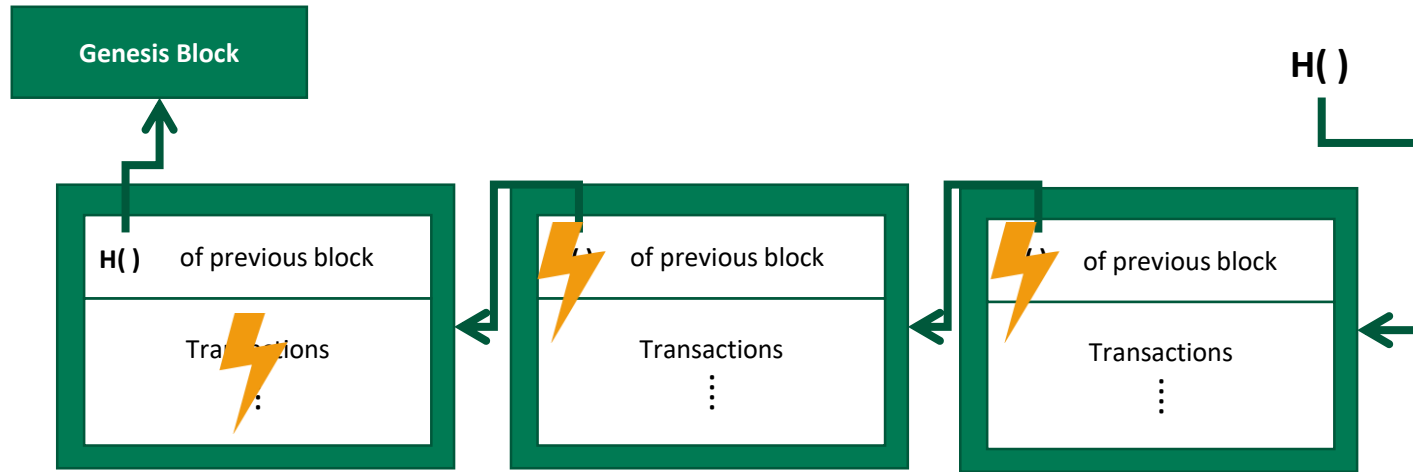 Genesis Block
H( )
H( ) of previous block
of previous block
of previous block
Transactions
Transactions